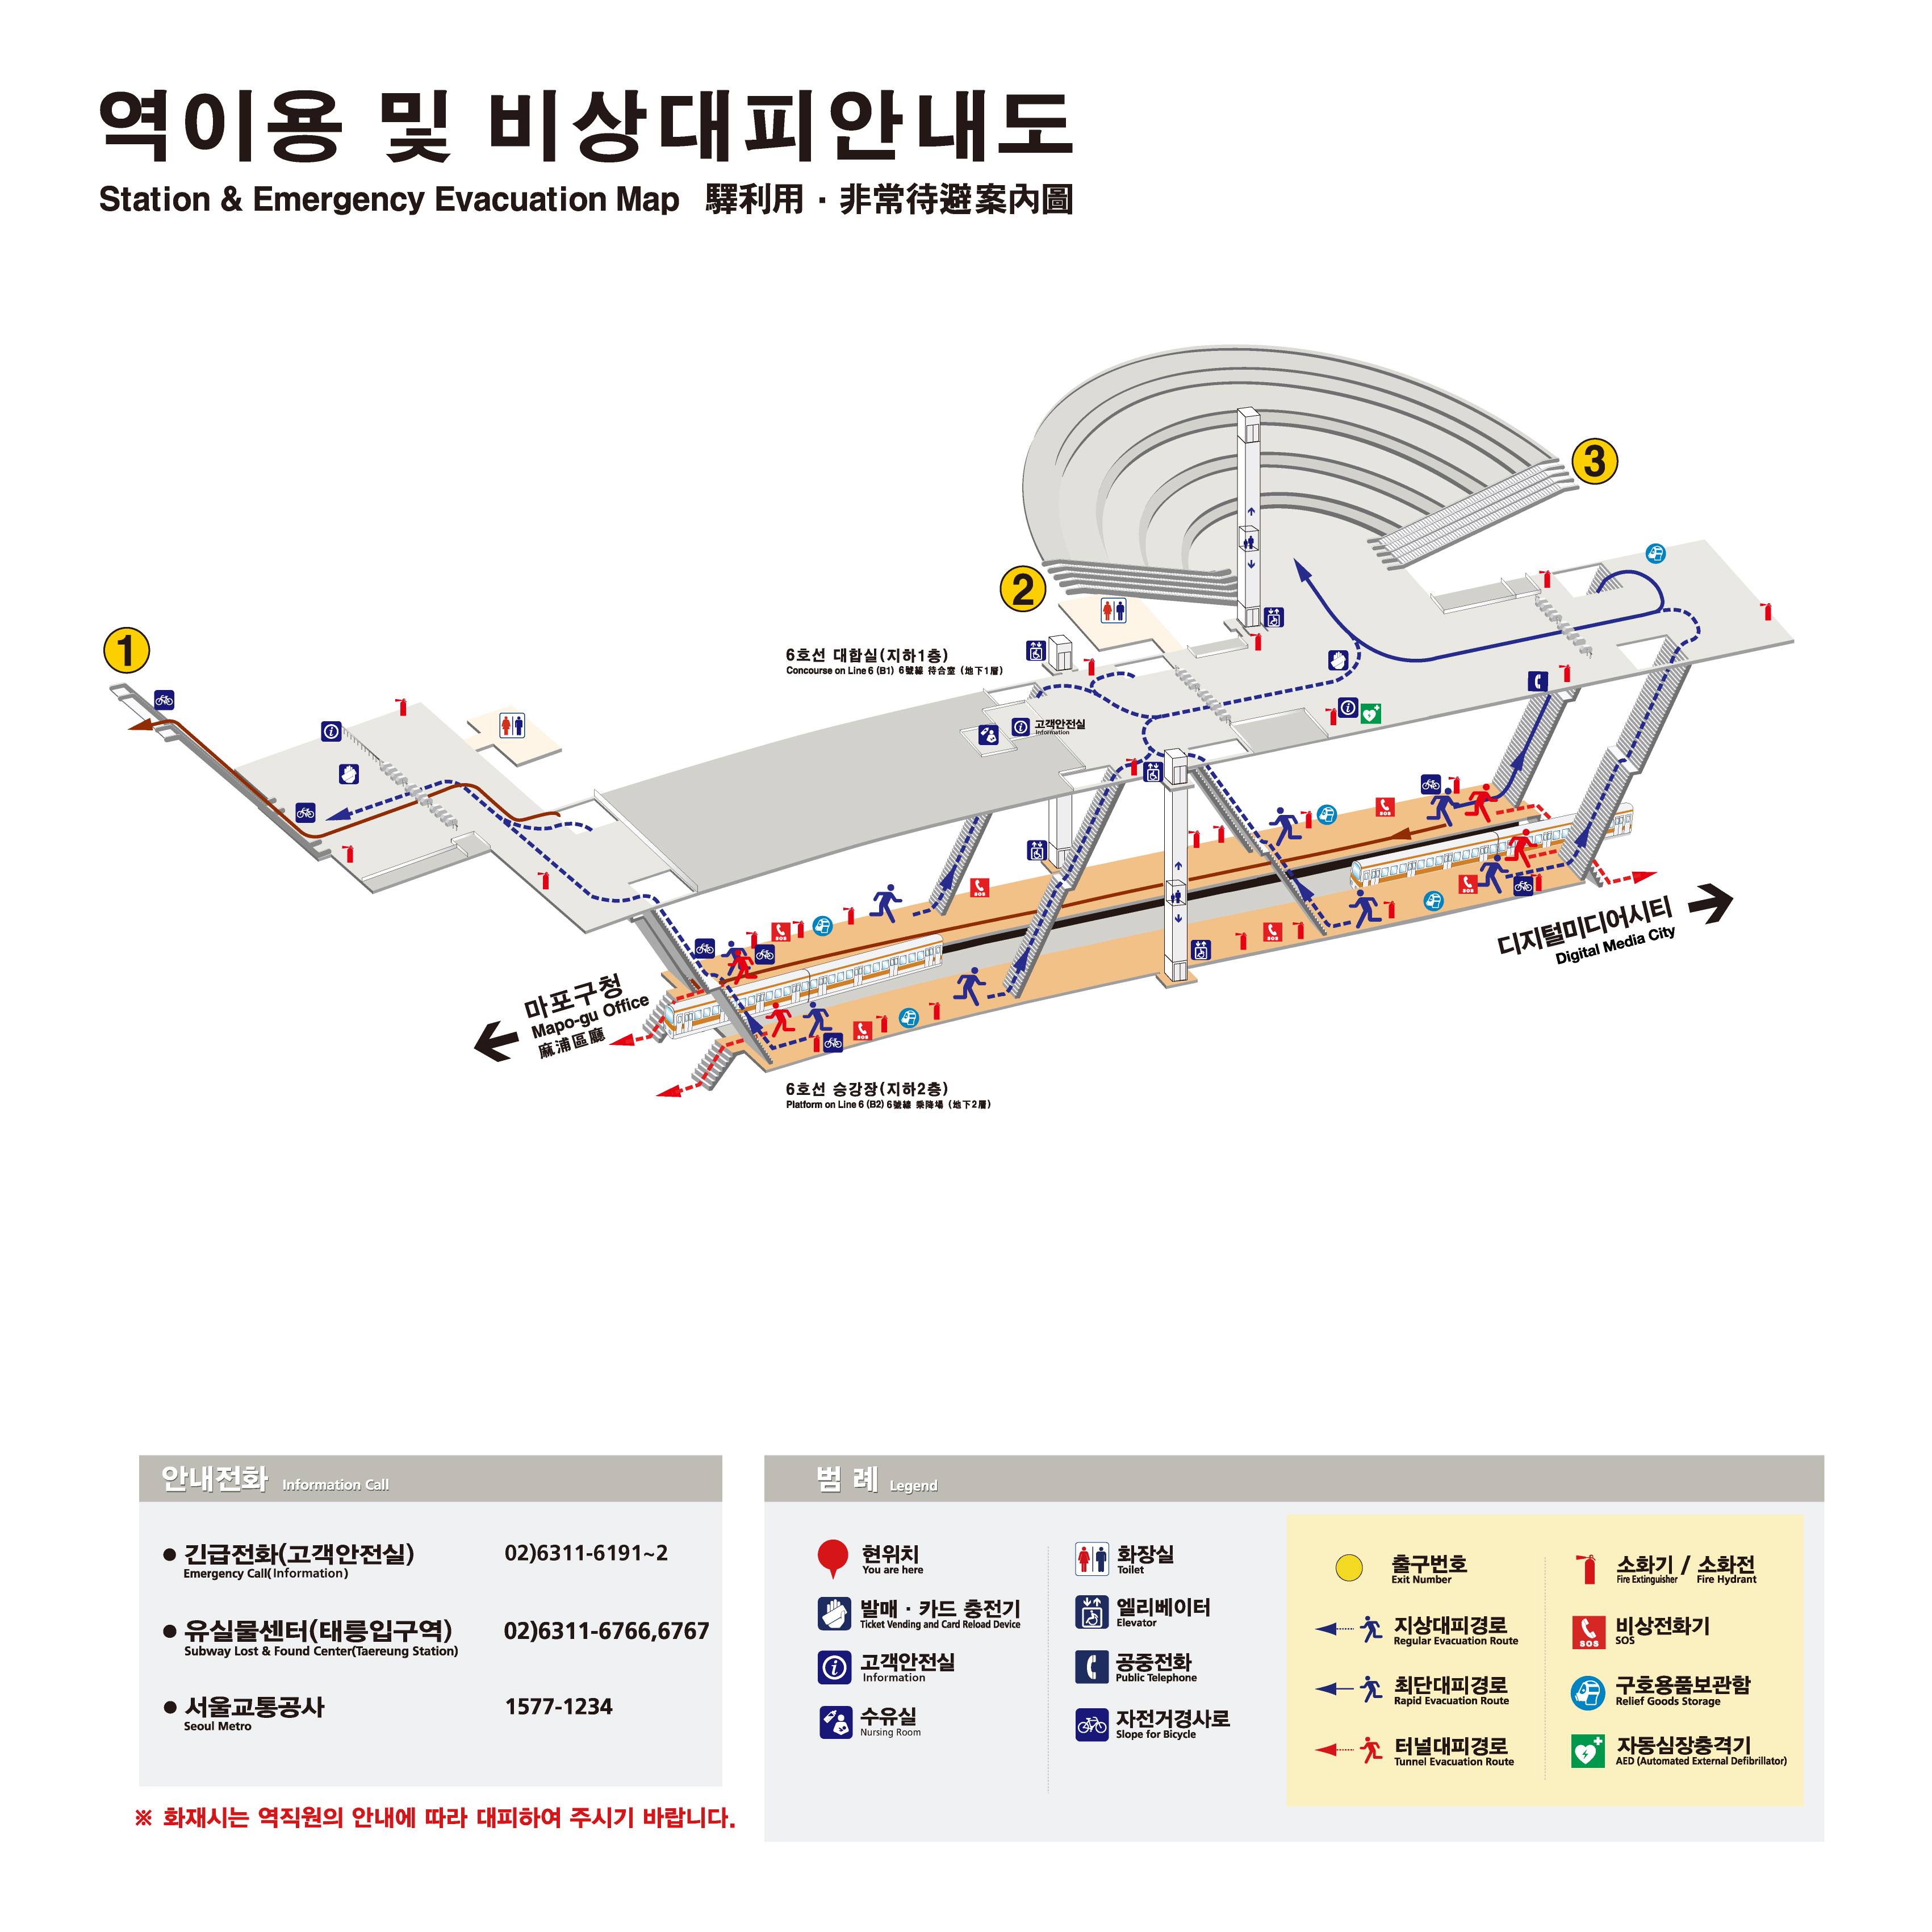 역이용 및 비상대피안내도
Station & Emergency Evacuation Map 驛利用 · 非常待避案內圖
3
2
1
6호선 대합실(지하1층)
Concourse on Line 6 (B1) 6號線 待合室 (地下1層)
고객안전실
Information
SOS
SOS
SOS
SOS
SOS
SOS
디지털미디어시티
Digital Media City
마포구청
Mapo-gu Office
麻浦區廳
6호선 승강장(지하2층)
Platform on Line 6 (B2) 6號線 乘降場 (地下2層)
안내전화 Information Call
● 긴급전화(고객안전실) 02)6311-6191~2
Emergency Call(Information)
● 유실물센터(태릉입구역) 02)6311-6766,6767
Subway Lost & Found Center(Taereung Station)
● 서울교통공사 1577-1234
Seoul Metro
※ 화재시는 역직원의 안내에 따라 대피하여 주시기 바랍니다.
범 례 Legend
현위치
You are here
발매 · 카드 충전기
Ticket Vending and Card Reload Device
고객안전실
Information
수유실
Nursing Room
화장실
Toilet
엘리베이터
Elevator
공중전화
Public Telephone
자전거경사로
Slope for Bicycle
출구번호
Exit Number
지상대피경로
Regular Evacuation Route
최단대피경로
Rapid Evacuation Route
터널대피경로
Tunnel Evacuation Route
소화기 / 소화전
Fire Extinguisher Fire Hydrant
SOS
비상전화기
SOS
구호용품보관함
Relief Goods Storage
자동심장충격기
AED (Automated External Defibrillator)